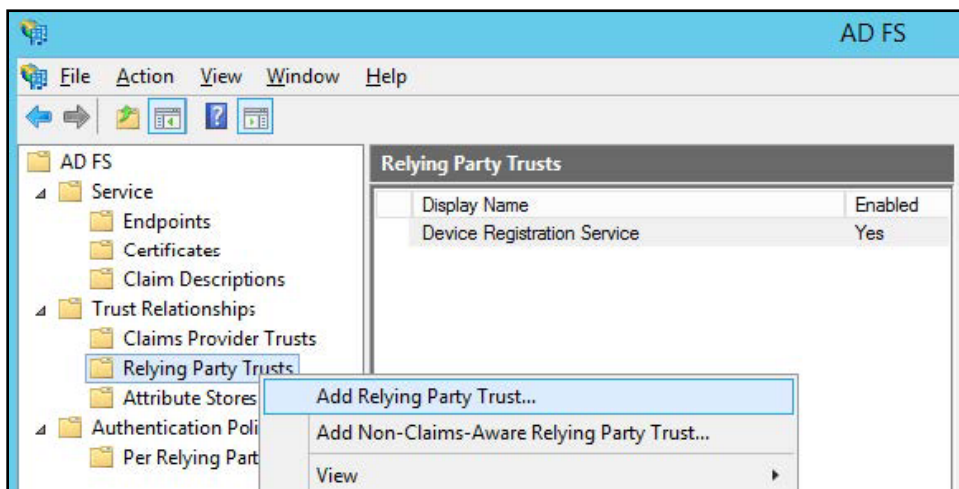 AD FS
File Action View Window Help
AD FS
Service
Endpoints
Certificates
Claim Descriptions
Trust Relationships
Claims Provider Trusts
Relying Party Trusts
Attribute Stores
Authentication Poli
Per Relying Part
Relying Party Trusts
Display Name Enabled
Device Registration Service Yes
Add Relying Party Trust...
Add Non-Claims-Aware Relying Party Trust...
View